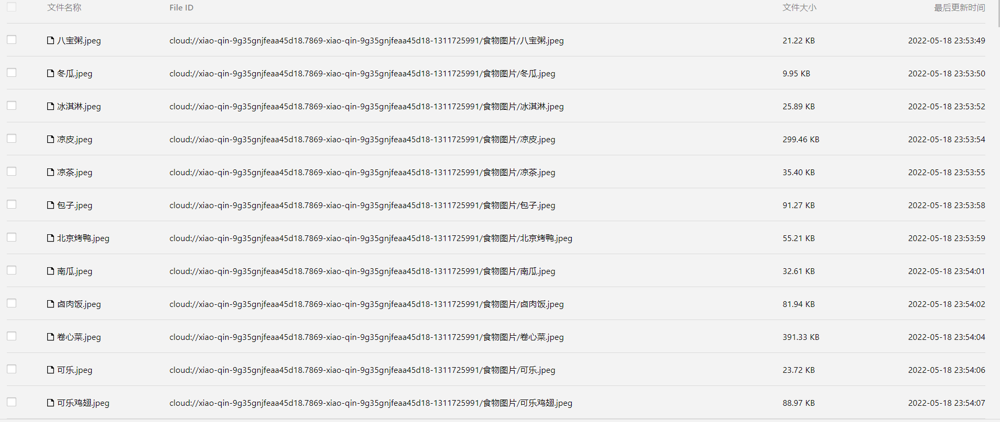 文件名称 File ID 文件大小 最后更新时间
八宝粥.jpeg cloud://xiao-qin-9g35gnjfeaa45d18.7869-xiao-qin-9g35gnjfeaa45d18-1311725991/食物图片/八宝粥.jpeg 21.22 KB 2022-05-18 23:53:49
冬瓜.jpeg cloud://xiao-qin-9g35gnjfeaa45d18.7869-xiao-qin-9g35gnjfeaa45d18-1311725991/食物图片/冬瓜.jpeg 9.95 KB 2022-05-18 23:53:50
冰淇淋.jpeg cloud://xiao-qin-9g35gnjfeaa45d18.7869-xiao-qin-9g35gnjfeaa45d18-1311725991/食物图片/冰淇淋.jpeg 25.89 KB 2022-05-18 23:53:52
凉皮.jpeg cloud://xiao-qin-9g35gnjfeaa45d18.7869-xiao-qin-9g35gnjfeaa45d18-1311725991/食物图片/凉皮.jpeg 299.46 KB 2022-05-18 23:53:54
凉茶.jpeg cloud://xiao-qin-9g35gnjfeaa45d18.7869-xiao-qin-9g35gnjfeaa45d18-1311725991/食物图片/凉茶.jpeg 35.40 KB 2022-05-18 23:53:55
包子.jpeg cloud://xiao-qin-9g35gnjfeaa45d18.7869-xiao-qin-9g35gnjfeaa45d18-1311725991/食物图片/包子.jpeg 91.27 KB 2022-05-18 23:53:58
北京烤鸭.jpeg cloud://xiao-qin-9g35gnjfeaa45d18.7869-xiao-qin-9g35gnjfeaa45d18-1311725991/食物图片/北京烤鸭.jpeg 55.21 KB 2022-05-18 23:53:59
南瓜.jpeg cloud://xiao-qin-9g35gnjfeaa45d18.7869-xiao-qin-9g35gnjfeaa45d18-1311725991/食物图片/南瓜.jpeg 32.61 KB 2022-05-18 23:54:01
卤肉饭.jpeg cloud://xiao-qin-9g35gnjfeaa45d18.7869-xiao-qin-9g35gnjfeaa45d18-1311725991/食物图片/卤肉饭.jpeg 81.94 KB 2022-05-18 23:54:02
卷心菜.jpeg cloud://xiao-qin-9g35gnjfeaa45d18.7869-xiao-qin-9g35gnjfeaa45d18-1311725991/食物图片/卷心菜.jpeg 391.33 KB 2022-05-18 23:54:04
可乐.jpeg cloud://xiao-qin-9g35gnjfeaa45d18.7869-xiao-qin-9g35gnjfeaa45d18-1311725991/食物图片/可乐.jpeg 23.72 KB 2022-05-18 23:54:06
可乐鸡翅.jpeg cloud://xiao-qin-9g35gnjfeaa45d18.7869-xiao-qin-9g35gnjfeaa45d18-1311725991/食物图片/可乐鸡翅.jpeg 88.97 KB 2022-05-18 23:54:07